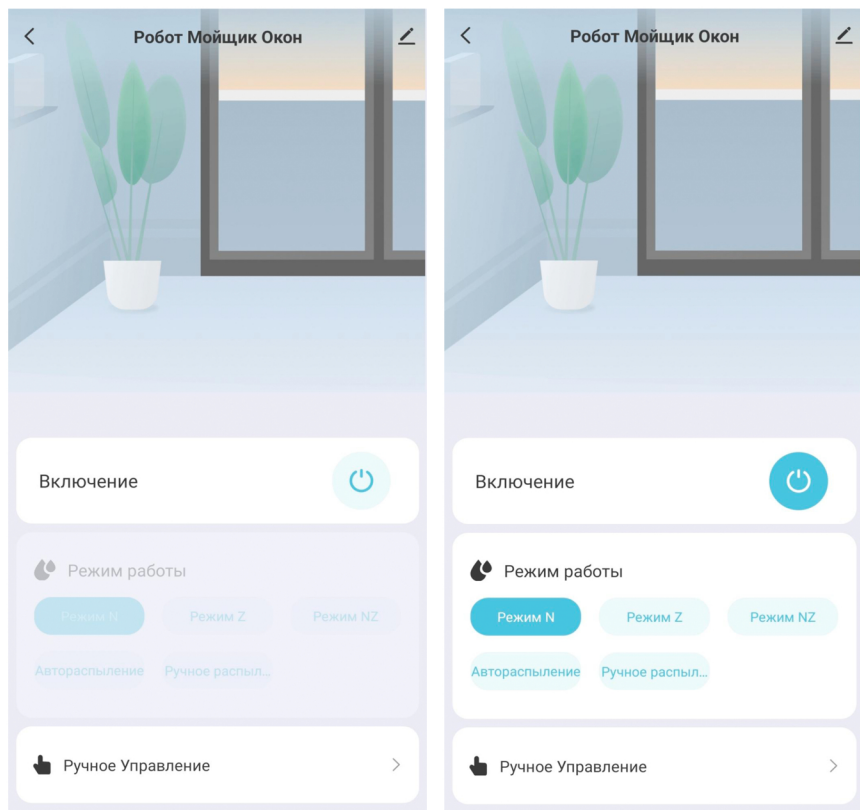 Робот Мойщик Окон
Включение
Режим работы
Режим N
Режим Z
Режим NZ
Автораспыление
Ручное распыл...
Ручное Управление
Робот Мойщик Окон
Включение
Режим работы
Режим N
Режим Z
Режим NZ
Автораспыление
Ручное распыл...
Ручное Управление